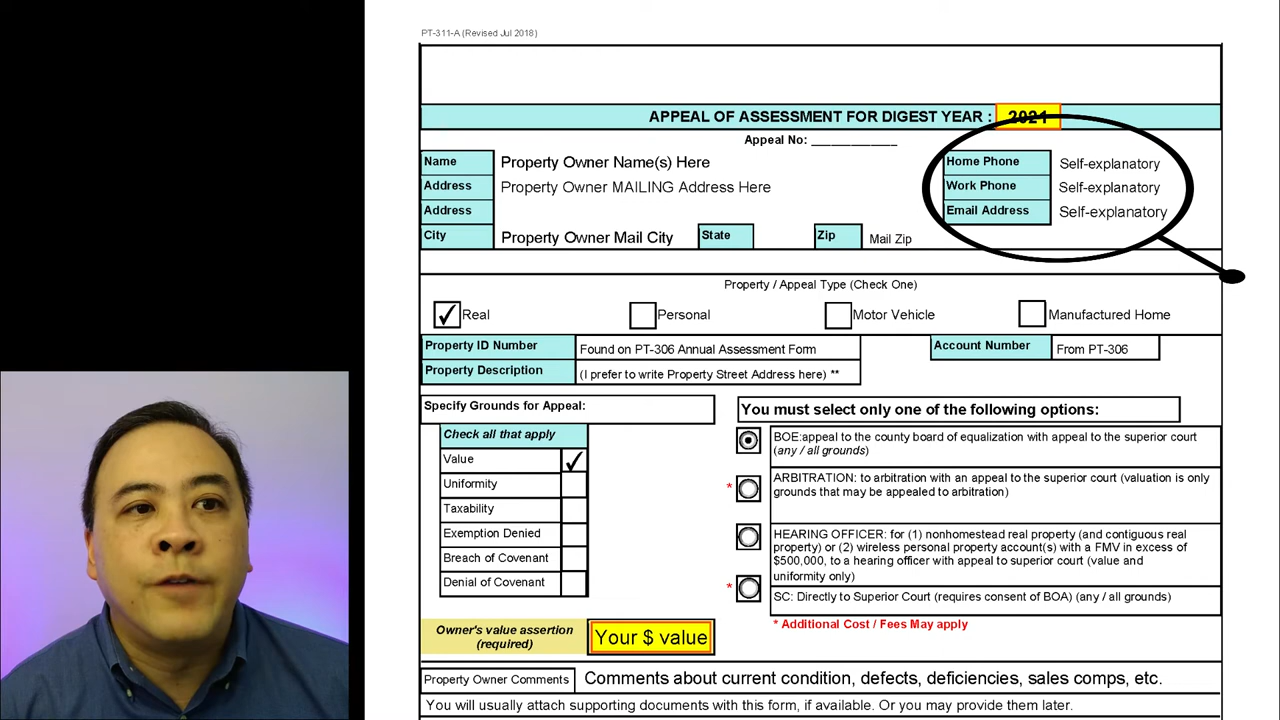 PT-311-A (Revised Jul 2018)
APPEAL OF ASSESSMENT FOR DIGEST YEAR : 2021
Appeal No: _____________
Name Property Owner Name(s) Here Home Phone Self-explanatory
Address Property Owner MAILING Address Here Work Phone Self-explanatory
Address Email Address Self-explanatory
City Property Owner Mail City State Zip Mail Zip
Property / Appeal Type (Check One)
Real Personal Motor Vehicle Manufactured Home
Property ID Number Found on PT-306 Annual Assessment Form Account Number From PT-306
Property Description (I prefer to write Property Street Address here) **
Specify Grounds for Appeal:
Check all that apply
Value
Uniformity
Taxability
Exemption Denied
Breach of Covenant
Denial of Covenant
Owner's value assertion
(required)
Your $ value
You must select only one of the following options:
BOE:appeal to the county board of equalization with appeal to the superior court
(any / all grounds)
* ARBITRATION: to arbitration with an appeal to the superior court (valuation is only
grounds that may be appealed to arbitration)
HEARING OFFICER: for (1) nonhomestead real property (and contiguous real
property) or (2) wireless personal property account(s) with a FMV in excess of
$500,000, to a hearing officer with appeal to superior court (value and
uniformity only)
* SC: Directly to Superior Court (requires consent of BOA) (any / all grounds)
* Additional Cost / Fees May apply
Property Owner Comments Comments about current condition, defects, deficiencies, sales comps, etc.
You will usually attach supporting documents with this form, if available. Or you may provide them later.